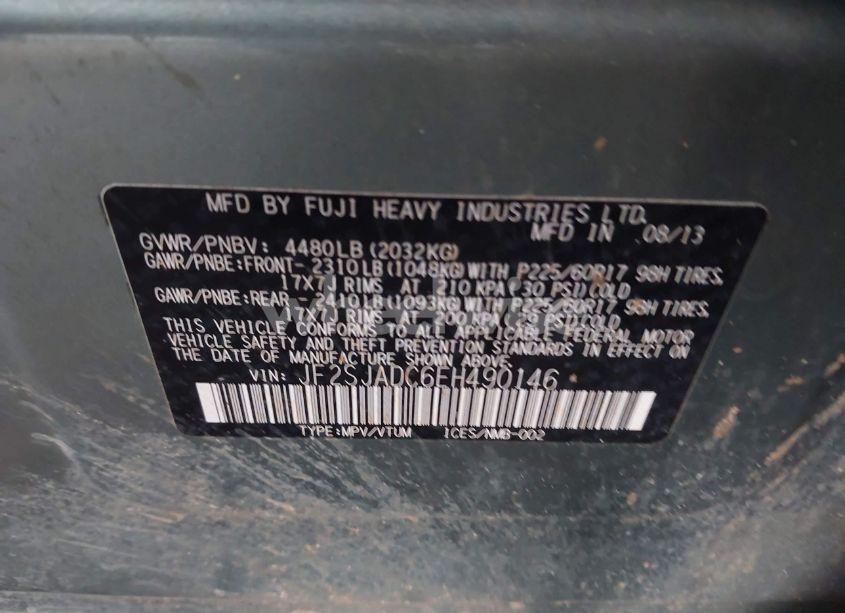 MFD BY FUJI HEAVY INDUSTRIES LTD.
MFD IN 08/13
GVWR/PNBV: 4480LB (2032KG)
GAWR/PNBE:FRONT- 2310LB (1048KG) WITH P225/60R17 98H TIRES.
17X7J RIMS AT 210 KPA (30 PSI) COLD
GAWR/PNBE:REAR - 2410LB (1093KG) WITH P225/60R17 98H TIRES.
17X7J RIMS AT 200 KPA PSI) COLD.
THIS VEHICLE CONFORMS TO ALL APPLICABLE FEDERAL MOTOR
VEHICLE SAFETY AND THEFT PREVENTION STANDARDS IN EFFECT ON
THE DATE OF MANUFACTURE SHOWN ABOVE.
VIN: JF2SJADC6EH490146
TYPE:MPV/VTUM ICES/NMB-002